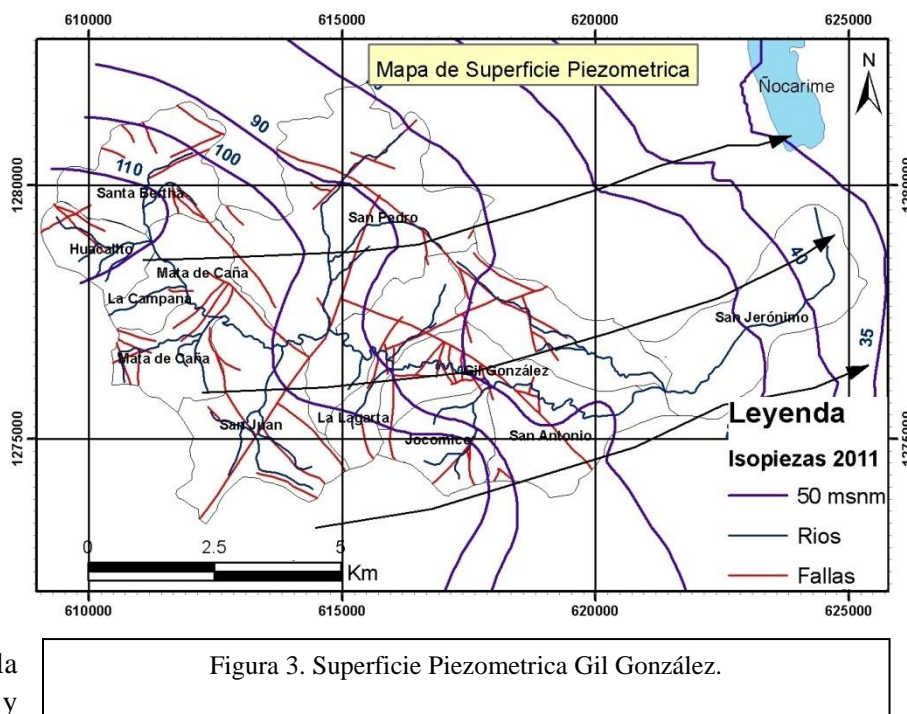 610000 615000 620000 625000
Mapa de Superficie Piezometrica
Ñocarime
N
90
100
110
1280000 1280000
Santa Bertha
San Pedro
Huacalito
Mata de Caña
40
La Campana
San Jerónimo
35
Mata de Caña
Gil González
La Lagarta
San Juan
Jocomico
San Antonio
1275000 1275000
Leyenda
Isopiezas 2011
50 msnm
Rios
Fallas
0 2.5 5
Km
610000 615000 620000 625000
la
y
Figura 3. Superficie Piezometrica Gil González.